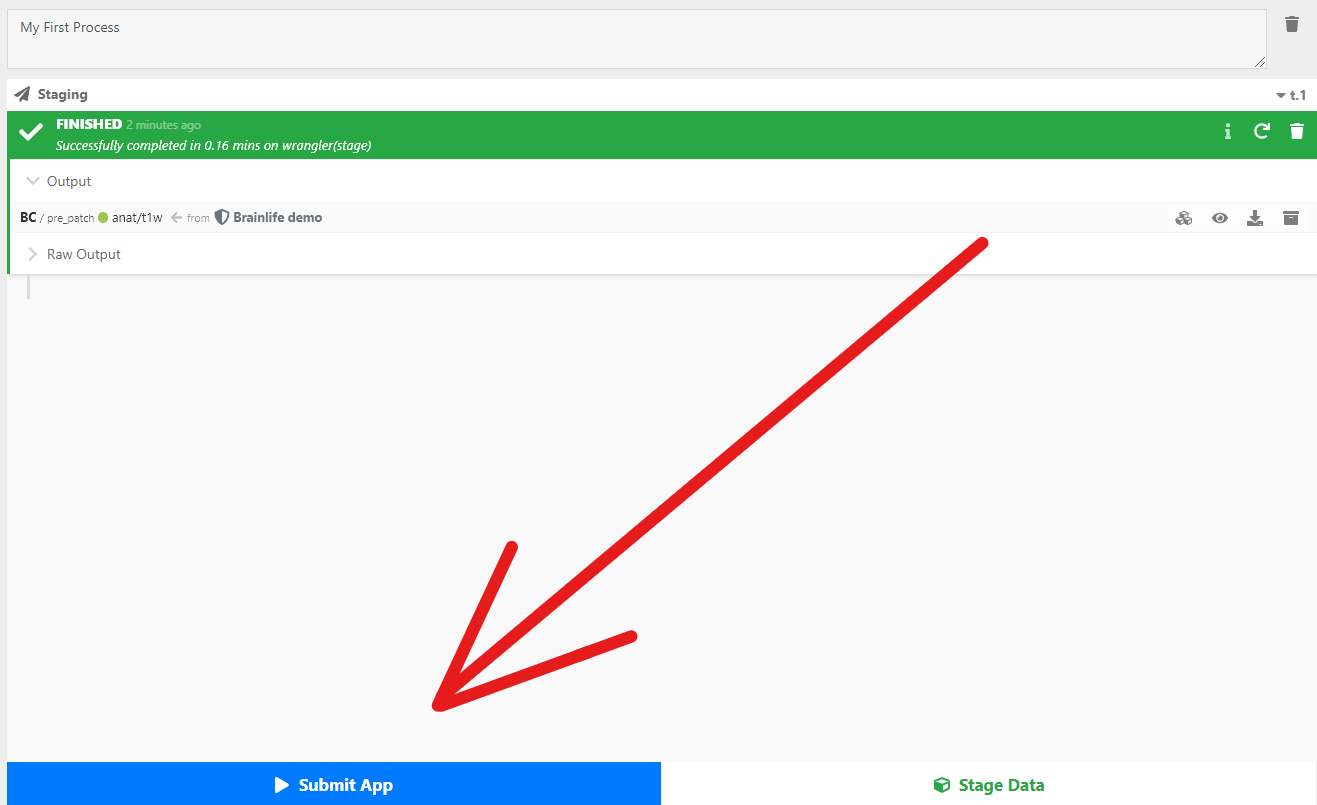 My First Process
Staging
t.1
FINISHED 2 minutes ago
Successfully completed in 0.16 mins on wrangler(stage)
Output
BC / pre_patch anat/t1w from Brainlife demo
Raw Output
Submit App
Stage Data